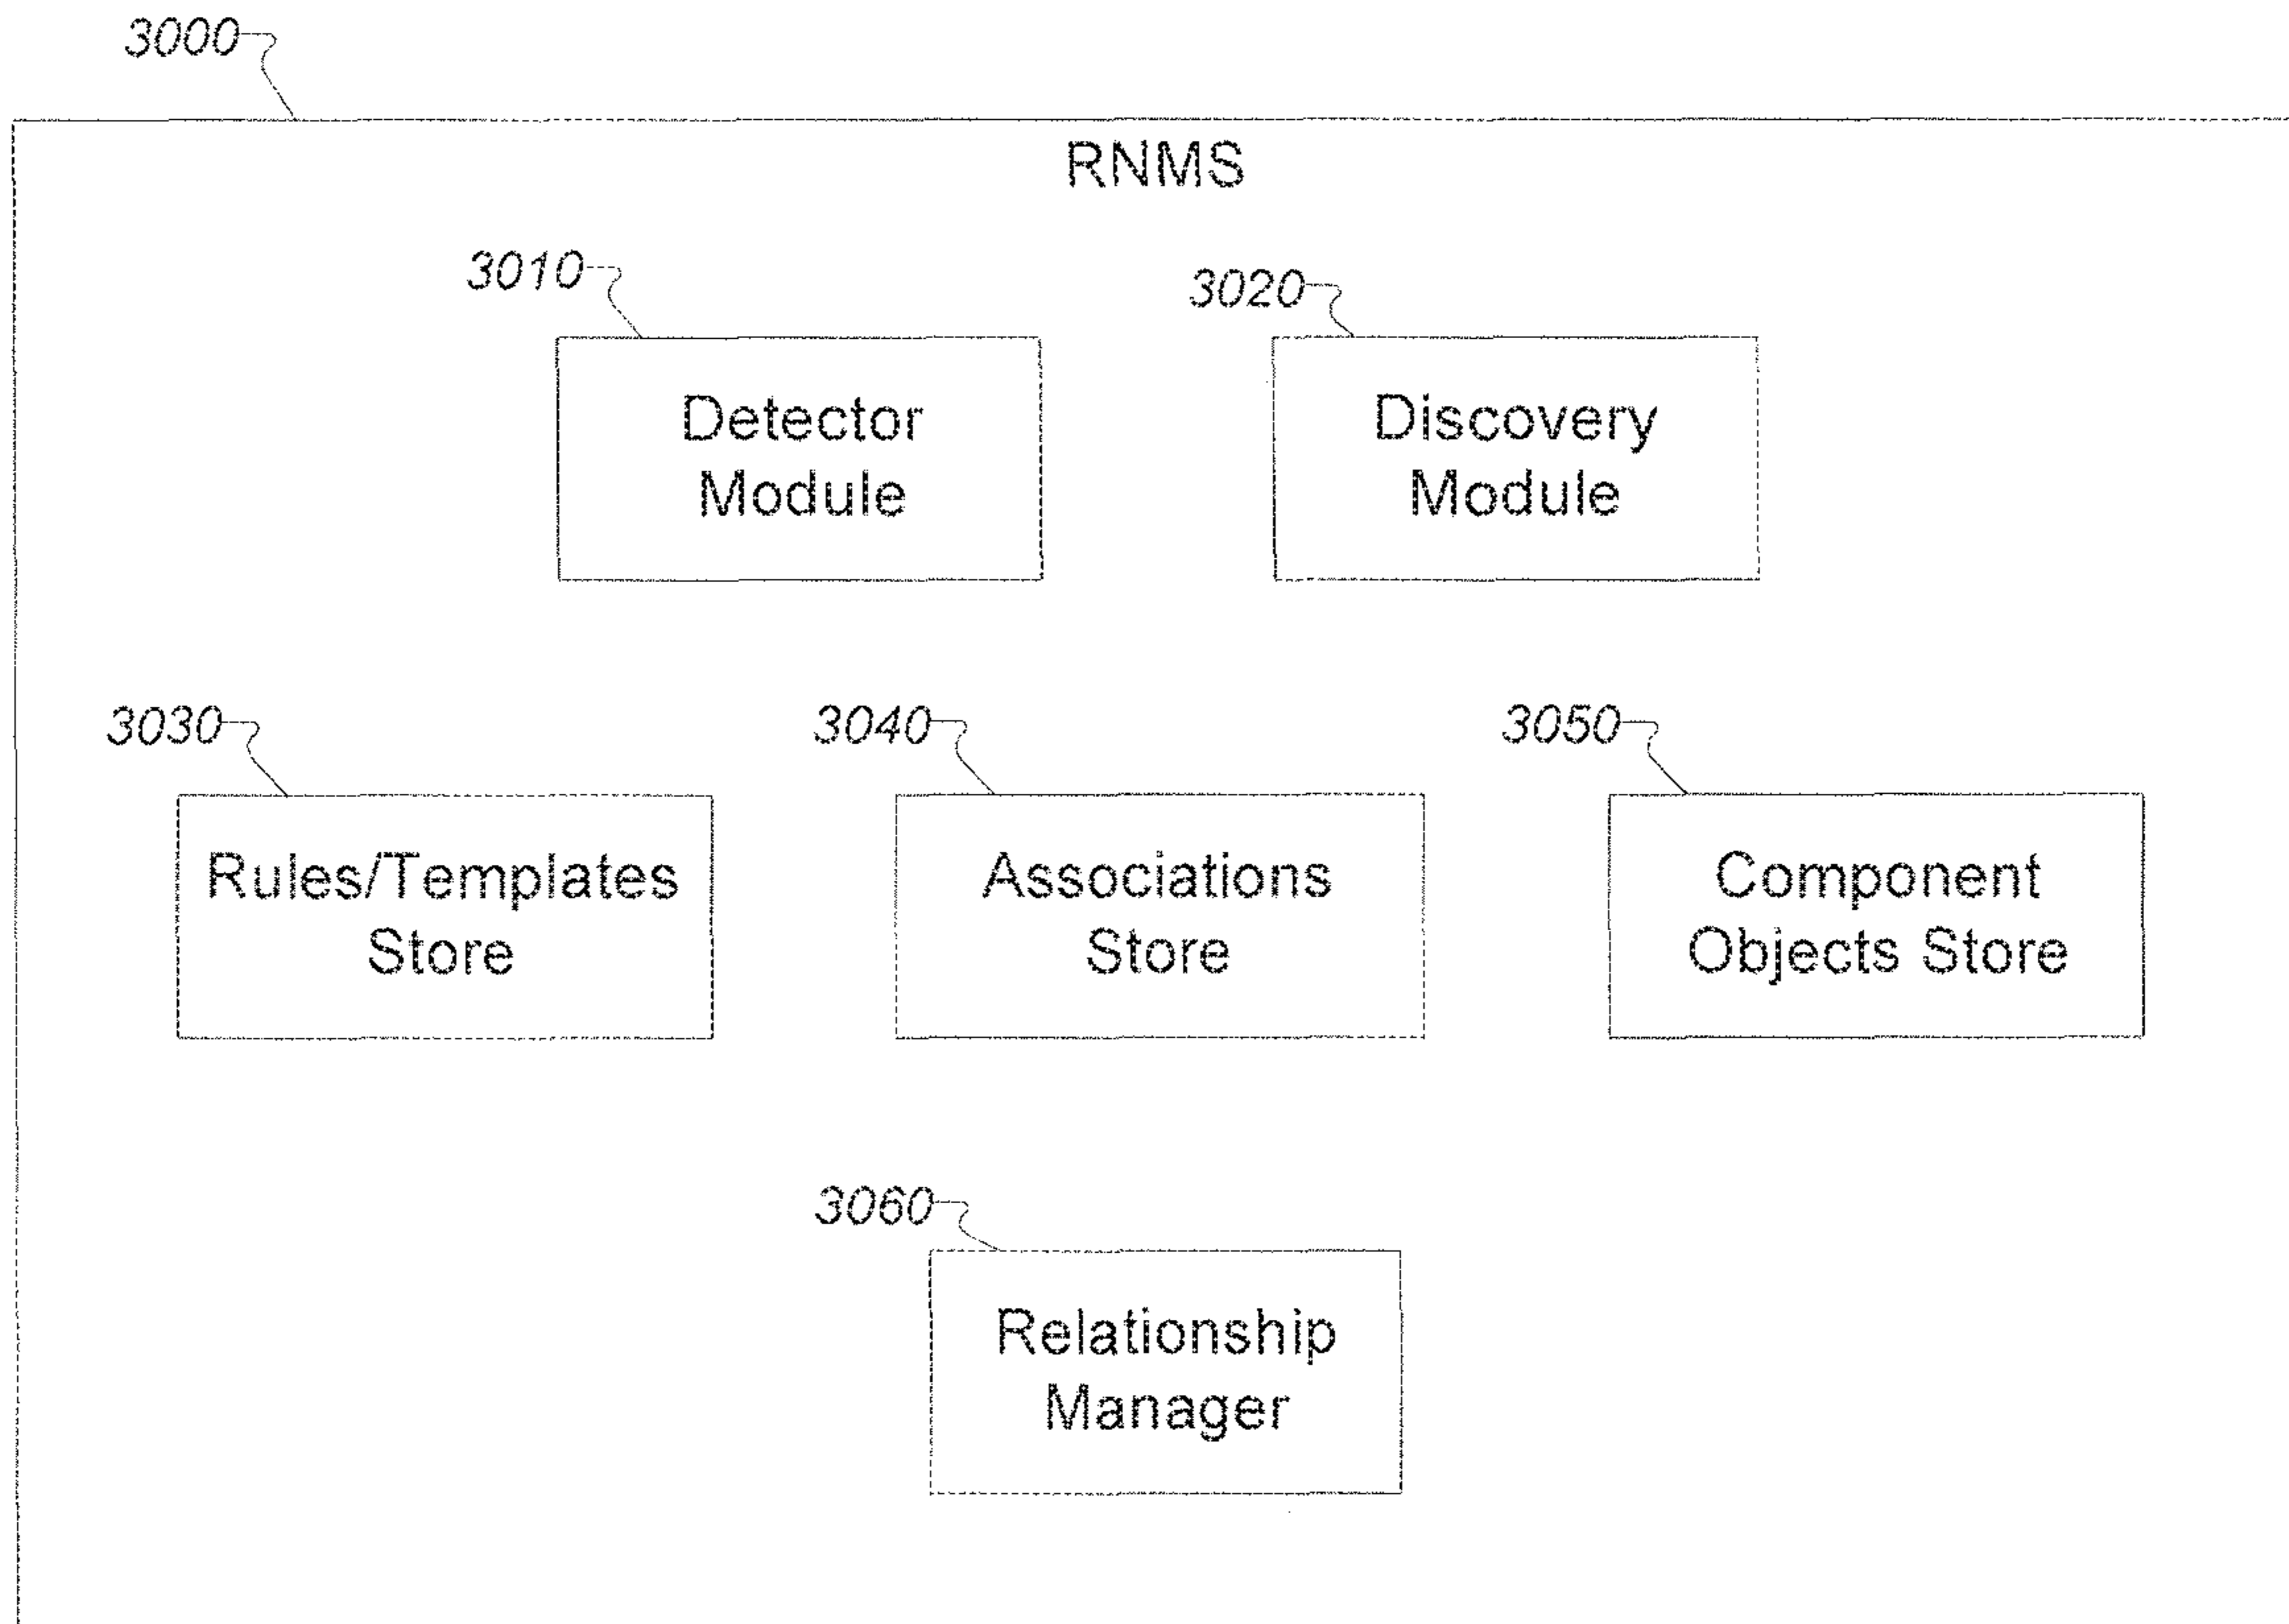 3000
RNMS
3010
3020
Detector
Module
Discovery
Module
3030
3040
3050
Rules/Templates
Store
Associations
Store
Component
Objects Store
3060
Relationship
Manager